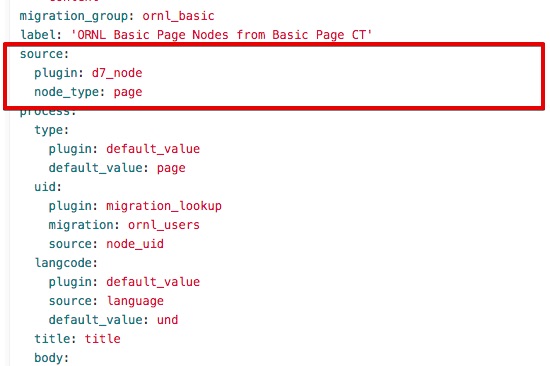 migration_group: ornl_basic
label: 'ORNL Basic Page Nodes from Basic Page CT'
source:
plugin: d7_node
node_type: page
process:
type:
plugin: default_value
default_value: page
uid:
plugin: migration_lookup
migration: ornl_users
source: node_uid
langcode:
plugin: default_value
source: language
default_value: und
title: title
body: